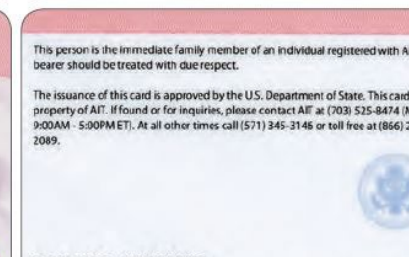 This person is the immediate family member of an individual registered with A
bearer should be treated with due respect.
The issuance of this card is approved by the U.S. Department of State. This card
property of AIT. If found or for inquiries, please contact AIT at (703) 525-8474 (M
9:00AM - 5:00PM ET). At all other times call (571) 345-3146 or toll free at (866) 2
2089.